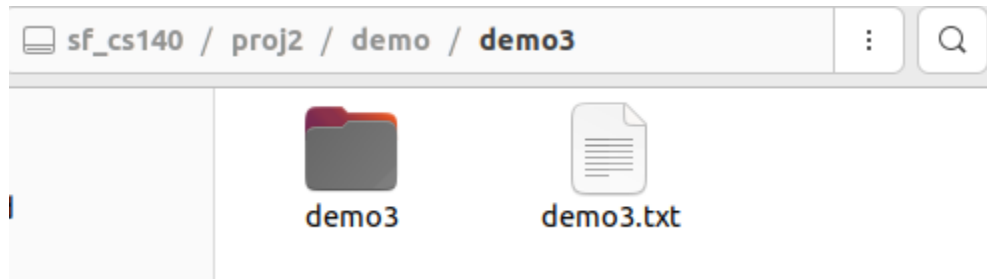 sf_cs140 / proj2 / demo / demo3
demo3 demo3.txt